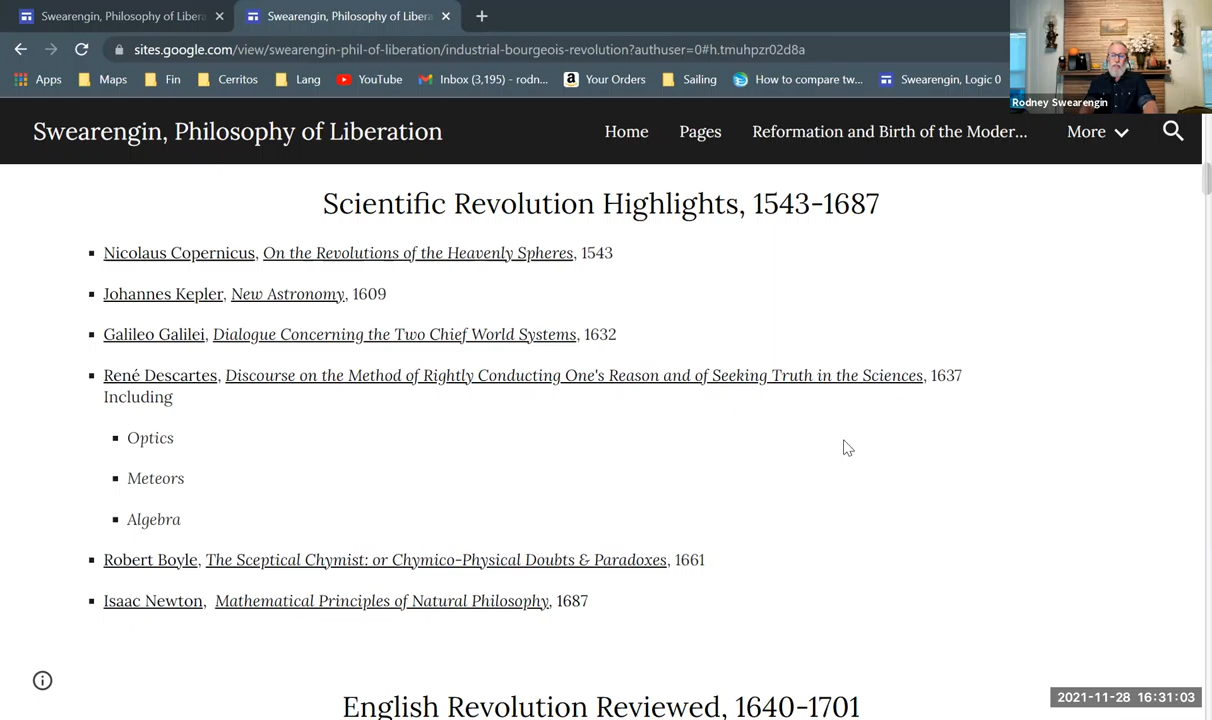 Swearengin, Philosophy of Libera
Swearengin, Philosophy of Libera
sites.google.com/view/swearengin-phil-of-liberation/industrial-bourgeois-revolution?authuser=0#h.tmuhpzr02d8a
Apps Maps Fin Cerritos Lang YouTube Inbox (3,195) - rodn... Your Orders Sailing How to compare tw... Swearengin, Logic 0
Rodney Swearengin
Swearengin, Philosophy of Liberation
Home Pages Reformation and Birth of the Moder... More
Scientific Revolution Highlights, 1543-1687
Nicolaus Copernicus, On the Revolutions of the Heavenly Spheres, 1543
Johannes Kepler, New Astronomy, 1609
Galileo Galilei, Dialogue Concerning the Two Chief World Systems, 1632
René Descartes, Discourse on the Method of Rightly Conducting One's Reason and of Seeking Truth in the Sciences, 1637
Including
Optics
Meteors
Algebra
Robert Boyle, The Sceptical Chymist: or Chymico-Physical Doubts & Paradoxes, 1661
Isaac Newton, Mathematical Principles of Natural Philosophy, 1687
English Revolution Reviewed, 1640-1701
2021-11-28 16:31:03